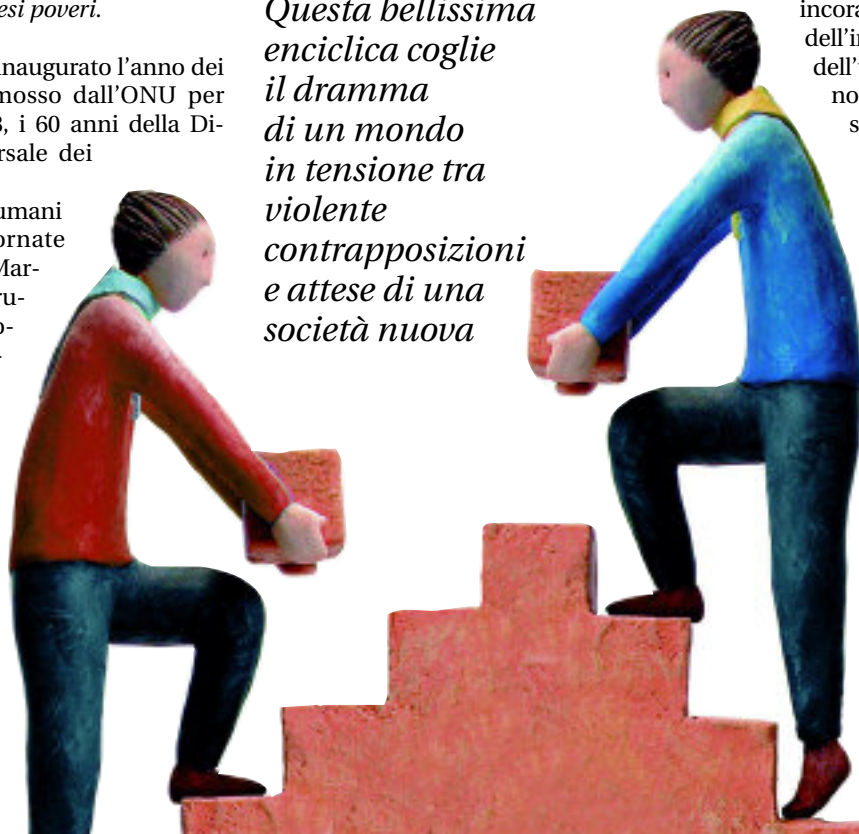 esi poveri.
inaugurato l’anno dei
mosso dall’ONU per
, i 60 anni della Di-
rsale dei
umani
ornate
Mar-
ru-
Questa bellissima
enciclica coglie
il dramma
di un mondo
in tensione tra
violente
contrapposizioni
e attese di una
società nuova
incora
dell’i
dell’
no
s